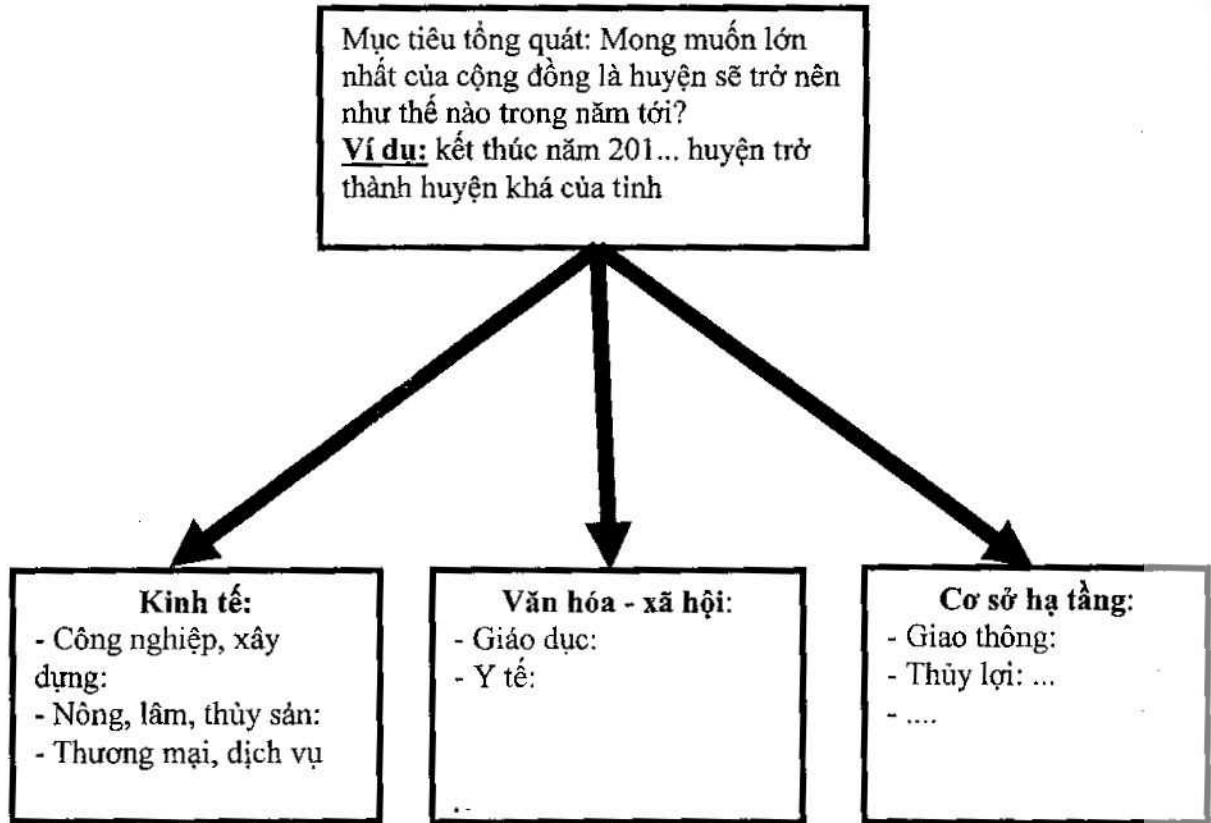 Mục tiêu tổng quát: Mong muốn lớn
nhất của cộng đồng là huyện sẽ trở nên
như thế nào trong năm tới?
Ví dụ: kết thúc năm 201... huyện trở
thành huyện khá của tỉnh
Kinh tế:
- Công nghiệp, xây
dựng:
- Nông, lâm, thủy sản:
- Thương mại, dịch vụ
Văn hóa - xã hội:
- Giáo dục:
- Y tế:
Cơ sở hạ tầng:
- Giao thông:
- Thủy lợi: ...
- ....